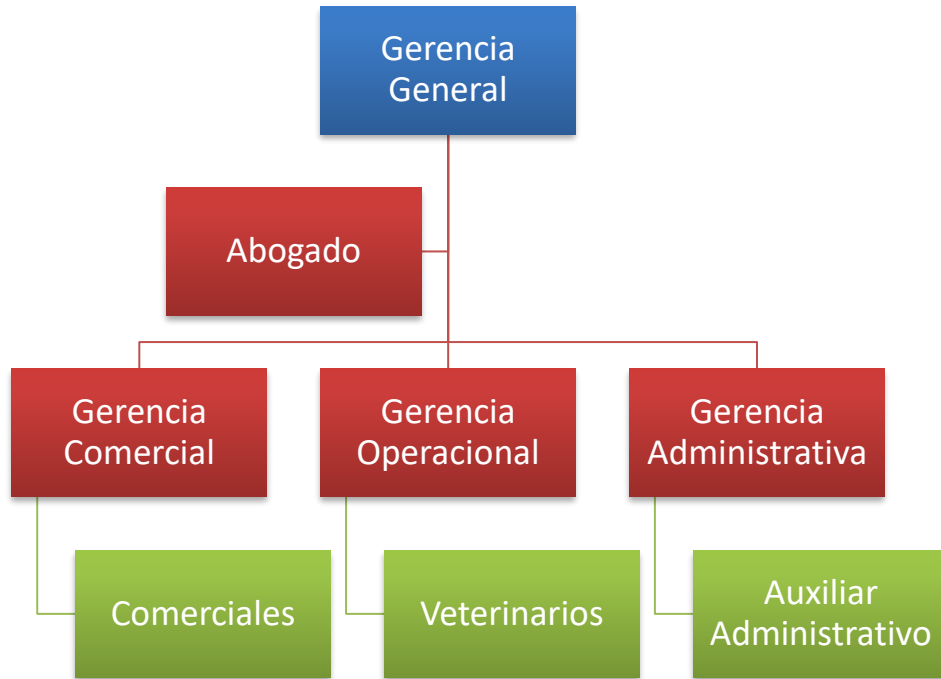 Gerencia
General
Abogado
Gerencia
Comercial
Gerencia
Operacional
Gerencia
Administrativa
Comerciales
Veterinarios
Auxiliar
Administrativo